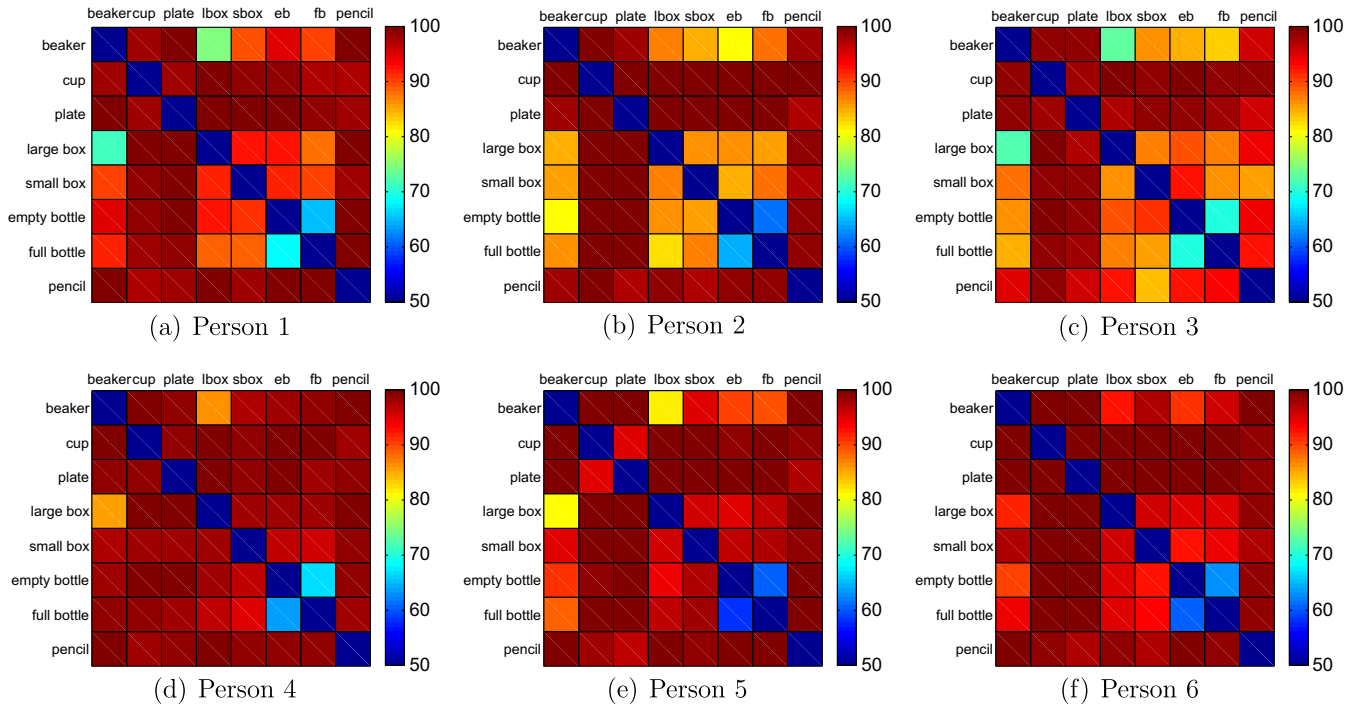 beaker cup plate lbox sbox eb fb pencil
beaker
cup
plate
large box
small box
empty bottle
full bottle
pencil
100
90
80
70
60
50
(a) Person 1
beaker cup plate lbox sbox eb fb pencil
beaker
cup
plate
large box
small box
empty bottle
full bottle
pencil
100
90
80
70
60
50
(b) Person 2
beaker cup plate lbox sbox eb fb pencil
beaker
cup
plate
large box
small box
empty bottle
full bottle
pencil
100
90
80
70
60
50
(c) Person 3
beaker cup plate lbox sbox eb fb pencil
beaker
cup
plate
large box
small box
empty bottle
full bottle
pencil
100
90
80
70
60
50
(d) Person 4
beaker cup plate lbox sbox eb fb pencil
beaker
cup
plate
large box
small box
empty bottle
full bottle
pencil
100
90
80
70
60
50
(e) Person 5
beaker cup plate lbox sbox eb fb pencil
beaker
cup
plate
large box
small box
empty bottle
full bottle
pencil
100
90
80
70
60
50
(f) Person 6